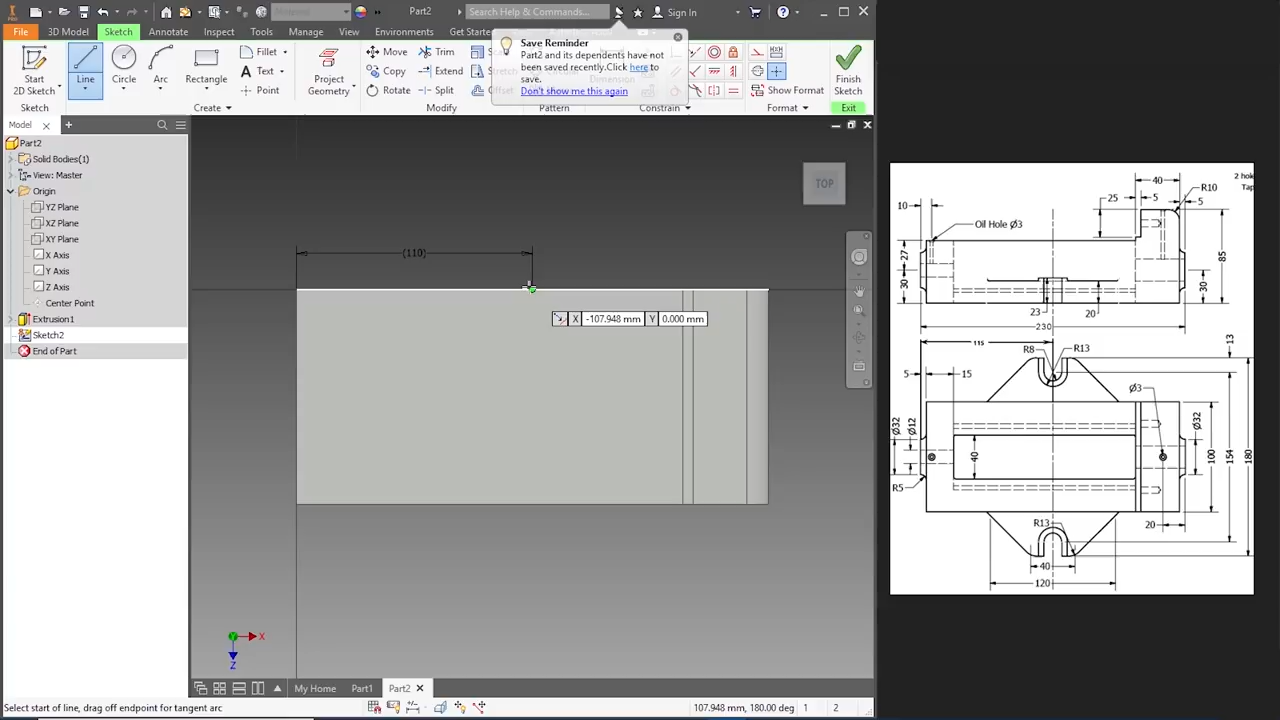 PRO
Material
Part2
Search Help & Commands...
Sign In
File
3D Model
Sketch
Annotate
Inspect
Tools
Manage
View
Environments
Get Started
Save Reminder
Part2 and its dependents have not
been saved recently.Click here to
save.
Don't show me this again
Start
2D Sketch
Line
Circle
Arc
Rectangle
Fillet
Text
Point
Project
Geometry
Move
Copy
Rotate
Trim
Extend
Split
Show Format
Finish
Sketch
Sketch
Create
Modify
Pattern
Constrain
Format
Exit
Model
Part2
Solid Bodies(1)
View: Master
Origin
YZ Plane
XZ Plane
XY Plane
X Axis
Y Axis
Z Axis
Center Point
Extrusion1
Sketch2
End of Part
TOP
(110)
X -107.948 mm Y 0.000 mm
X
Z
My Home
Part1
Part2
Select start of line, drag off endpoint for tangent arc
107.948 mm, 180.00 deg 1 2
2 hole
Tap
40
R10
25 5
5
10
Oil Hole Ø3
27
30
85
30
23
20
230
115
R8
R13
13
5
15
Ø3
Ø32
Ø12
Ø32
40
100
154
180
R5
R13
20
40
120